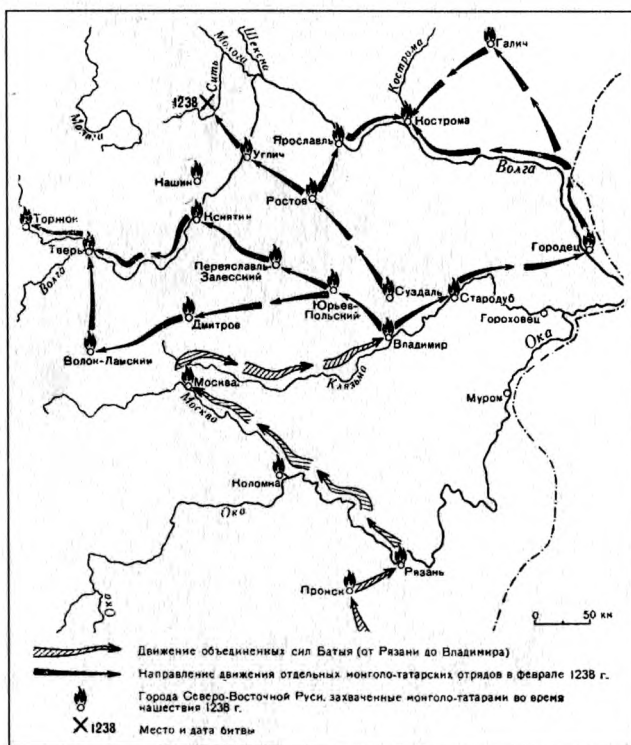 Галич
Молога
Шексна
Кострома
Сить
1238
Кострома
Ярославль
Углич
Волга
Кашин
Ростов
Торжок
Кснятин
Городец
Тверь
Переяславль
Залесский
Волга
Суздаль
Стародуб
Юрьев-
Польский
Гороховец
Дмитров
Владимир
Ока
Волок-Ламский
Клязьма
Москва
Москва
Муром
Коломна
Ока
Рязань
Пронск
Ока
0 50 км
Движение объединенных сил Батыя (от Рязани до Владимира)
Направление движения отдельных монголо-татарских отрядов в феврале 1238 г.
Города Северо-Восточной Руси, захваченные монголо-татарами во время
нашествия 1238 г.
1238 Место и дата битвы